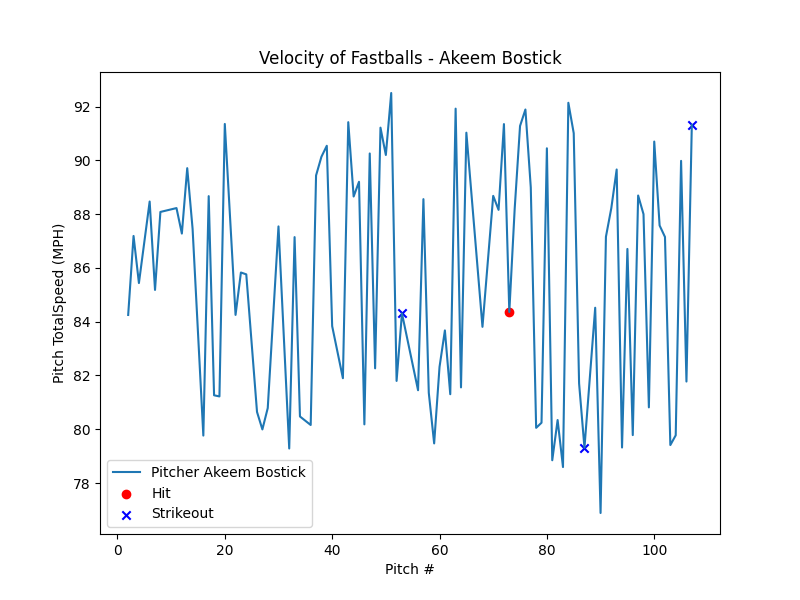 Velocity of Fastballs - Akeem Bostick
Pitch TotalSpeed (MPH)
92
90
88
86
84
82
80
78
Pitcher Akeem Bostick
Hit
Strikeout
0 20 40 60 80 100
Pitch #